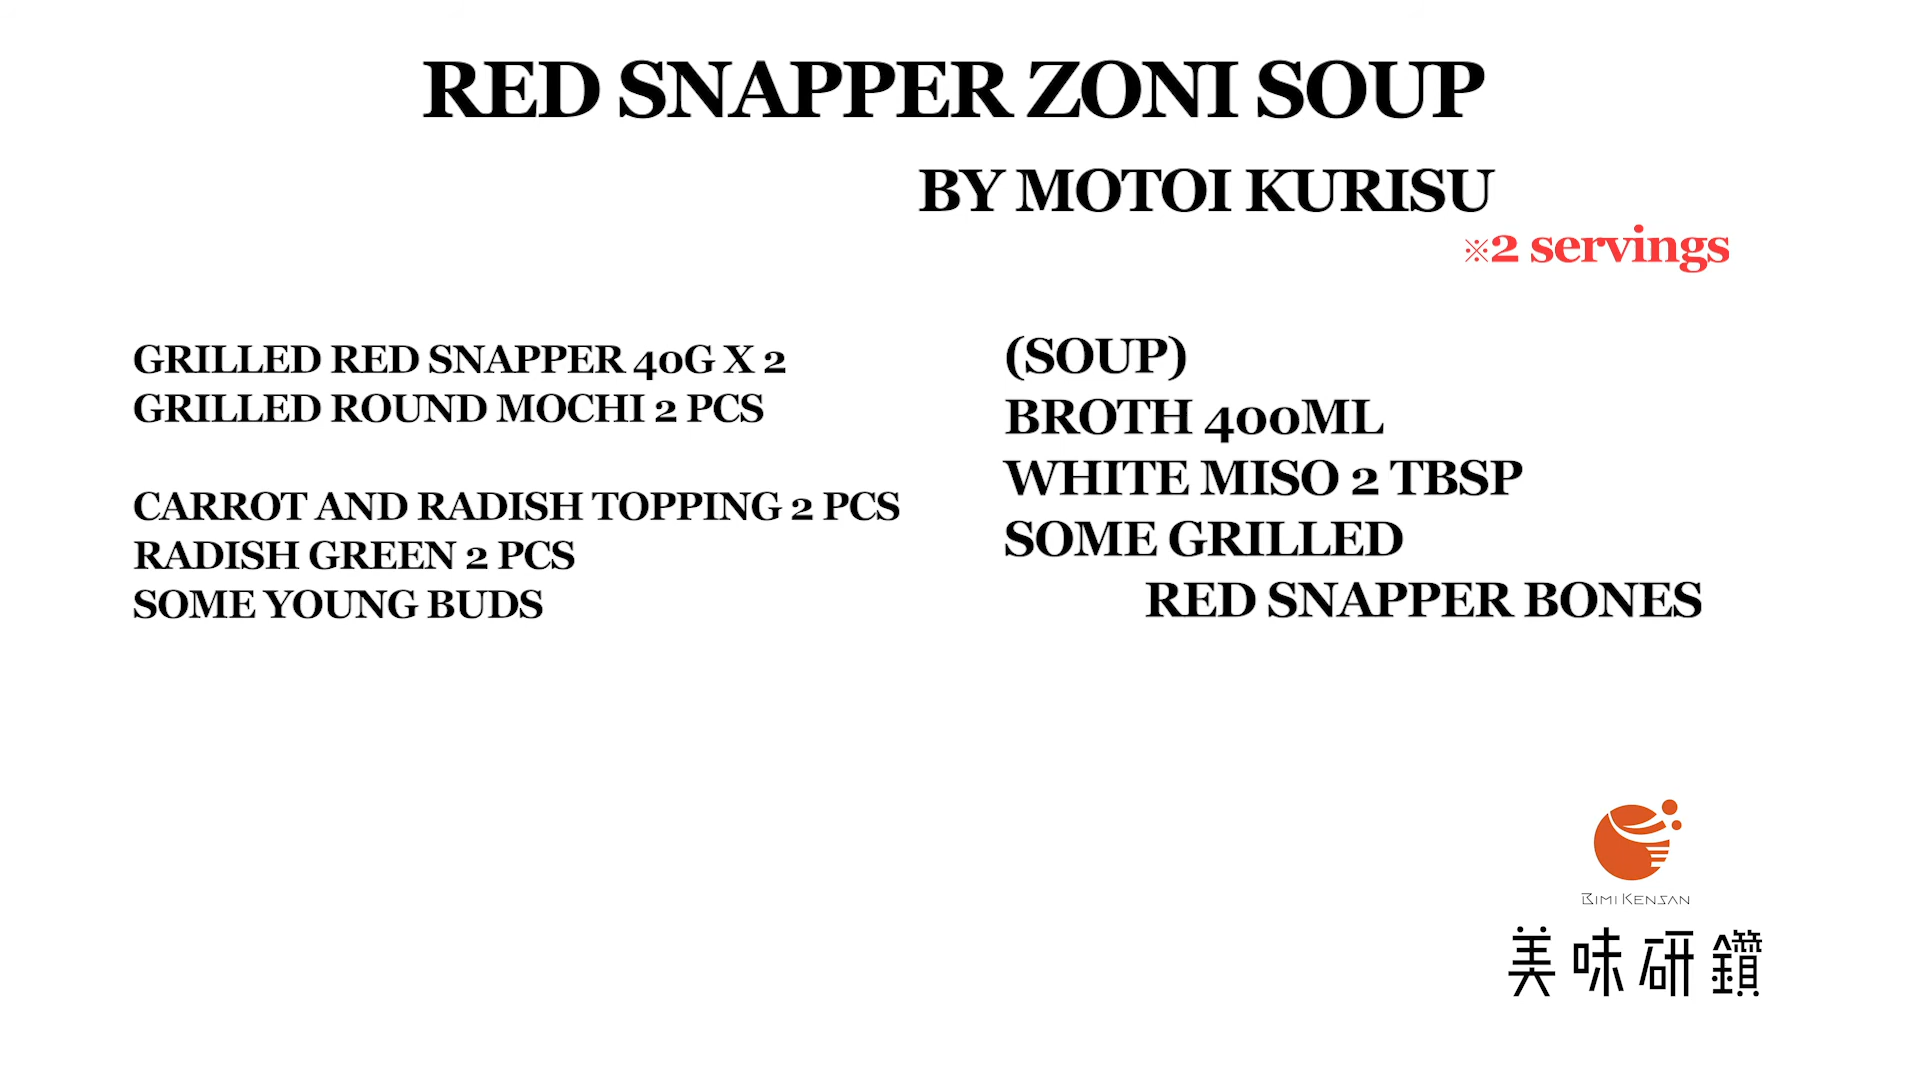 RED SNAPPER ZONI SOUP
BY MOTOI KURISU
※2 servings
GRILLED RED SNAPPER 40G X 2
GRILLED ROUND MOCHI 2 PCS
CARROT AND RADISH TOPPING 2 PCS
RADISH GREEN 2 PCS
SOME YOUNG BUDS
(SOUP)
BROTH 400ML
WHITE MISO 2 TBSP
SOME GRILLED
RED SNAPPER BONES
BIMI KENSAN
美味研鑽